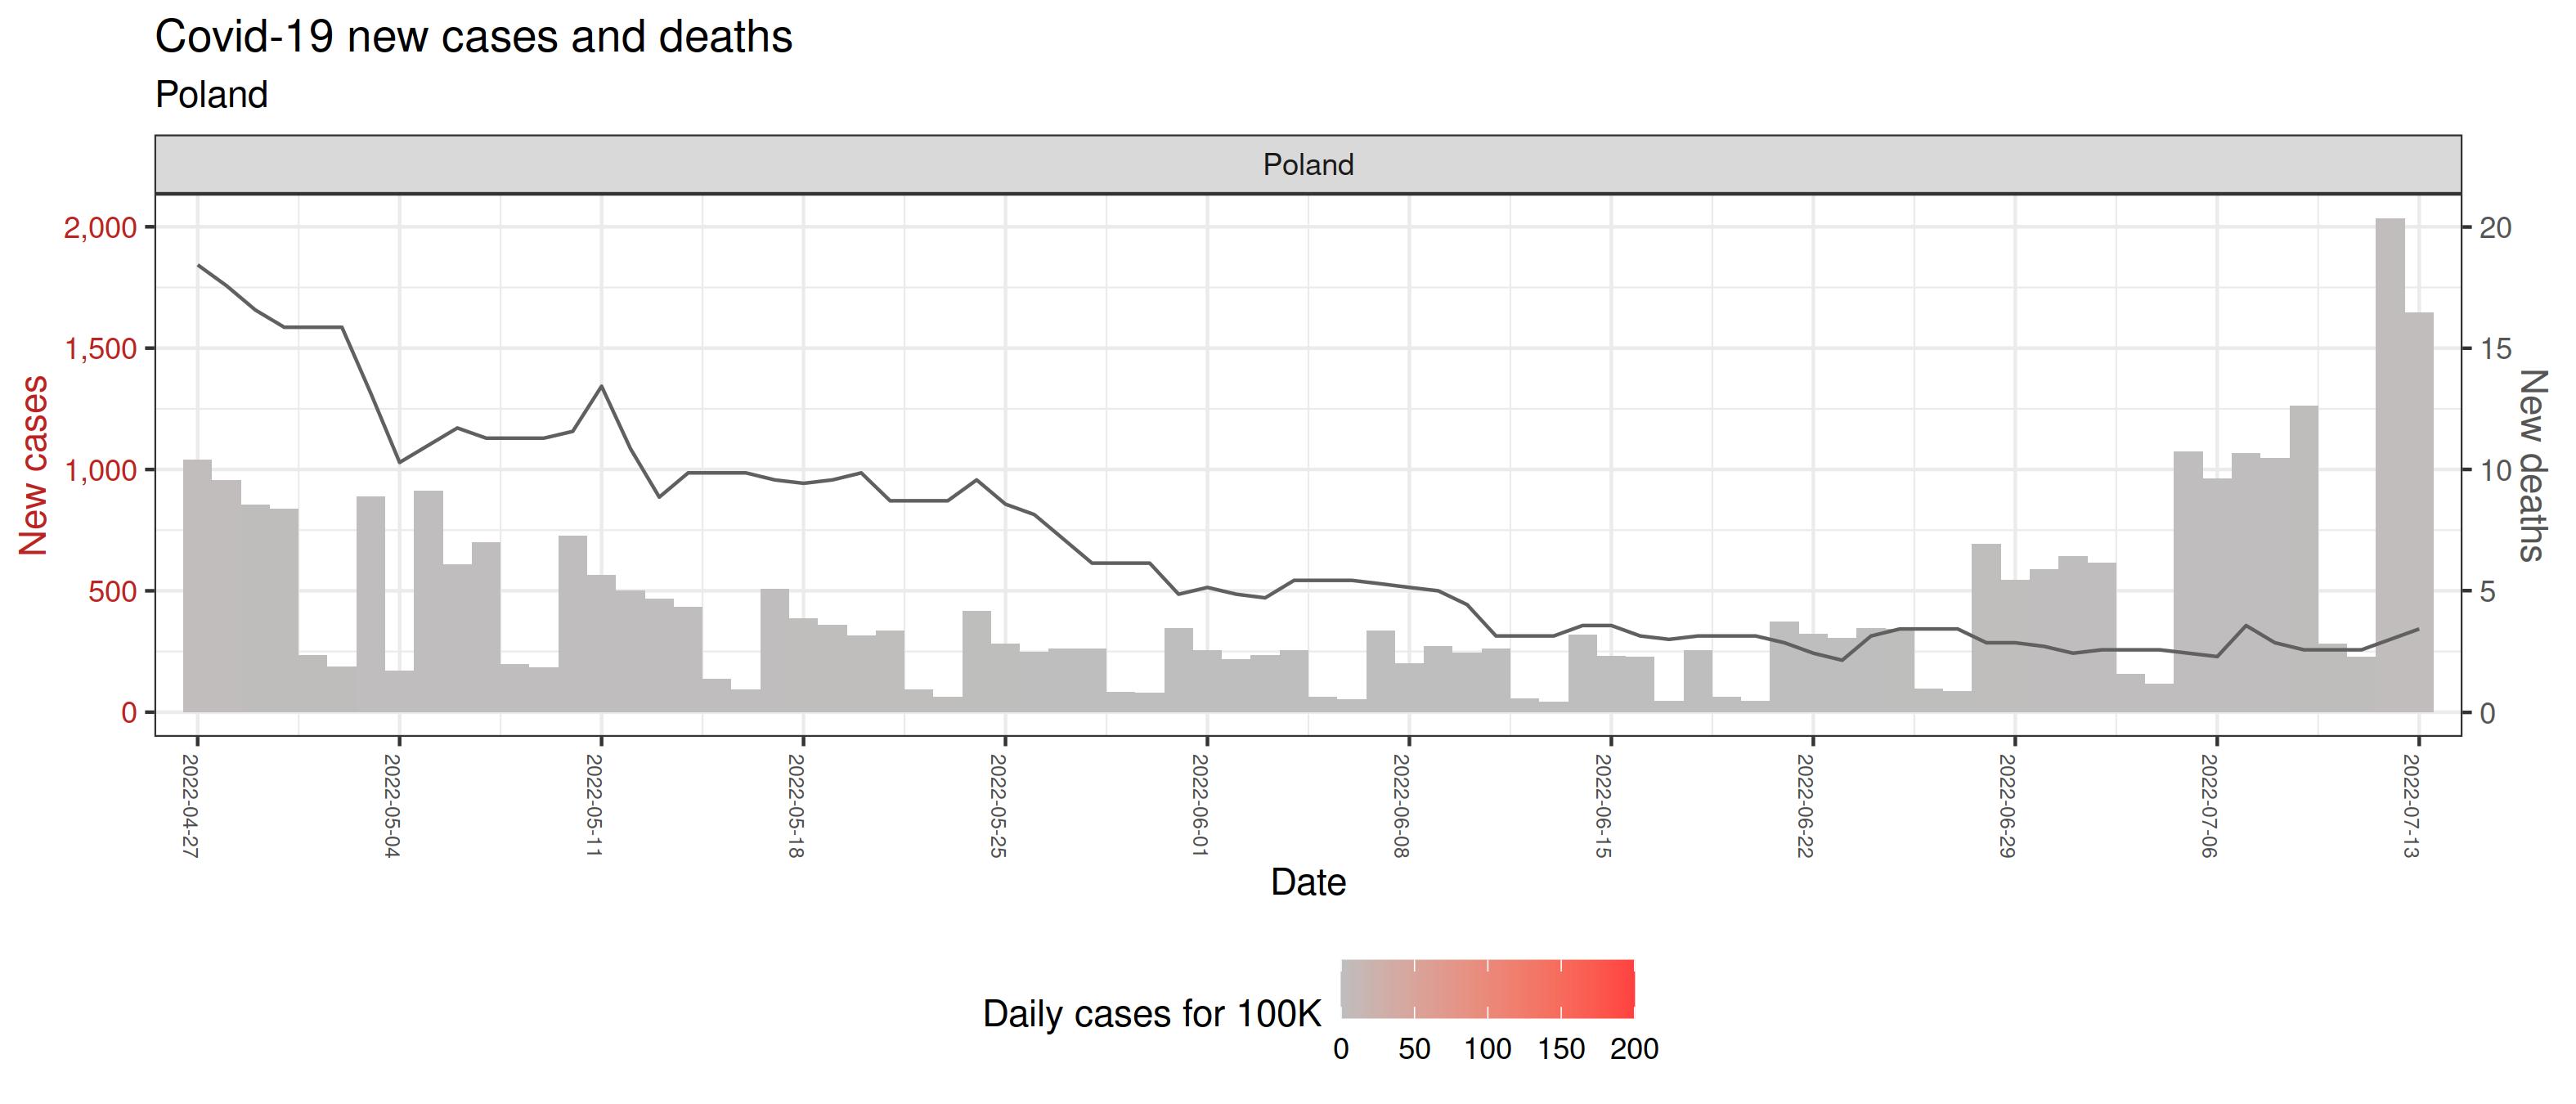 Covid-19 new cases and deaths
Poland
Poland
2,000
1,500
1,000
500
0
New cases
20
15
10
5
0
New deaths
2022-04-27
2022-05-04
2022-05-11
2022-05-18
2022-05-25
2022-06-01
2022-06-08
2022-06-15
2022-06-22
2022-06-29
2022-07-06
2022-07-13
Date
Daily cases for 100K
0 50 100 150 200